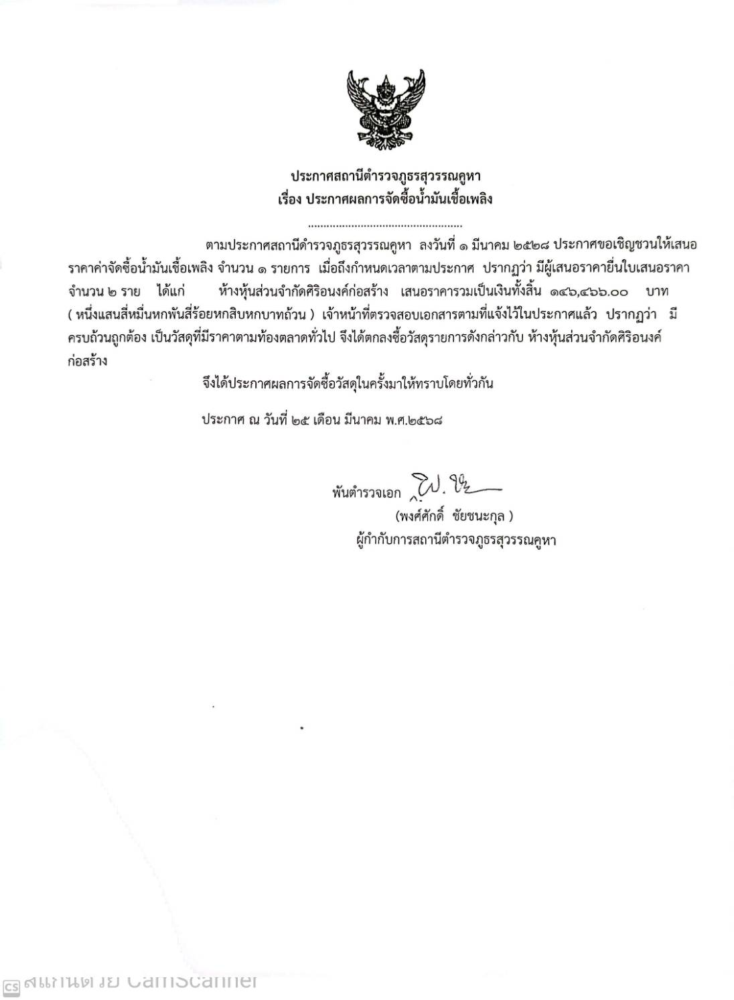 ประกาศสถานีตำรวจภูธรสุวรรณคูหา
เรื่อง ประกาศผลการจัดซื้อน้ำมันเชื้อเพลิง
..................................................
ตามประกาศสถานีตำรวจภูธรสุวรรณคูหา ลงวันที่ ๑ มีนาคม ๒๕๒๘ ประกาศขอเชิญชวนให้เสนอ
ราคาค่าจัดซื้อน้ำมันเชื้อเพลิง จำนวน ๑ รายการ เมื่อถึงกำหนดเวลาตามประกาศ ปรากฏว่า มีผู้เสนอราคายื่นใบเสนอราคา
จำนวน ๒ ราย ได้แก่ ห้างหุ้นส่วนจำกัดศิริอนงค์ก่อสร้าง เสนอราคารวมเป็นเงินทั้งสิ้น ๑๔๖,๔๖๖.๐๐ บาท
( หนึ่งแสนสี่หมื่นหกพันสี่ร้อยหกสิบหกบาทถ้วน ) เจ้าหน้าที่ตรวจสอบเอกสารตามที่แจ้งไว้ในประกาศแล้ว ปรากฏว่า มี
ครบถ้วนถูกต้อง เป็นวัสดุที่มีราคาตามท้องตลาดทั่วไป จึงได้ตกลงซื้อวัสดุรายการดังกล่าวกับ ห้างหุ้นส่วนจำกัดศิริอนงค์
ก่อสร้าง
จึงได้ประกาศผลการจัดซื้อวัสดุในครั้งมาให้ทราบโดยทั่วกัน
ประกาศ ณ วันที่ ๒๕ เดือน มีนาคม พ.ศ.๒๕๖๘
พันตำรวจเอก
(พงศ์ศักดิ์ ชัยชนะกุล )
ผู้กำกับการสถานีตำรวจภูธรสุวรรณคูหา
CS สแกนด้วย CamScanner